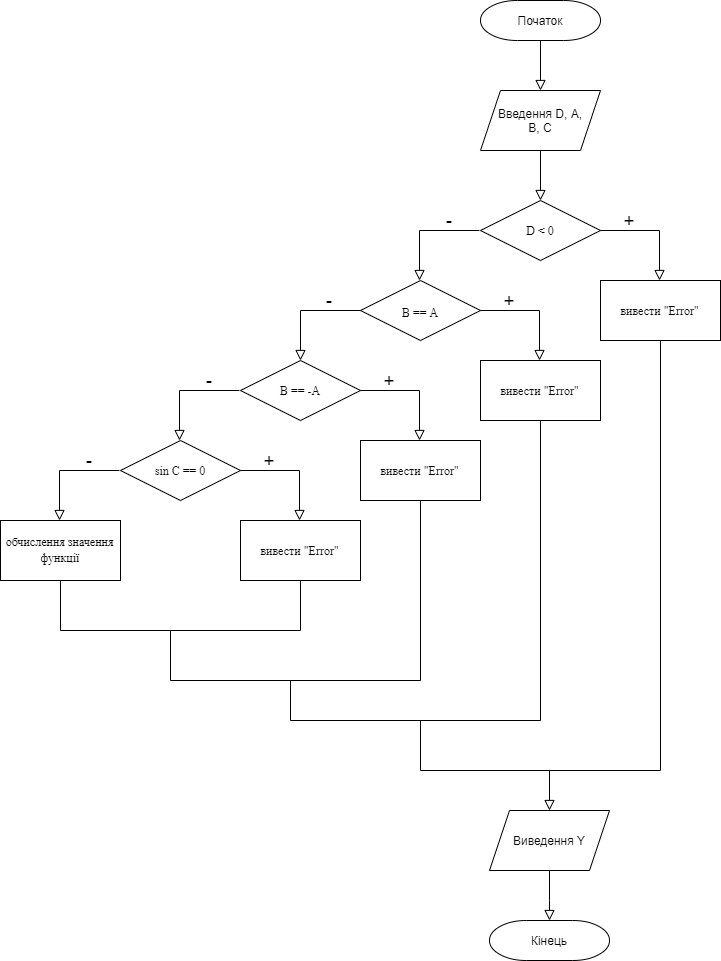 Початок
Введення D, A,
B, C
D < 0
-
+
вивести "Error"
B == A
-
+
вивести "Error"
B == -A
-
+
вивести "Error"
sin C == 0
-
+
обчислення значення
функції
вивести "Error"
Виведення Y
Кінець